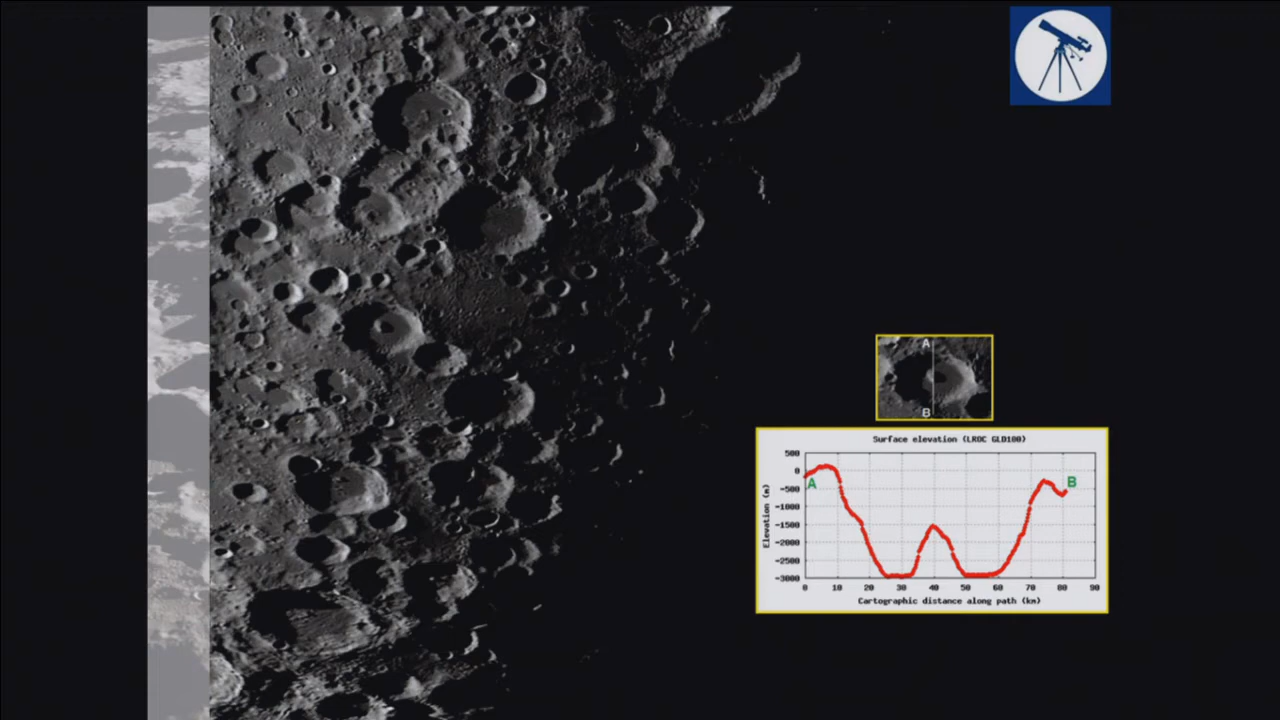 A
B
Surface elevation (LROC GLD100)
500
0
-500
-1000
-1500
-2000
-2500
-3000
Elevation (m)
A
B
0 10 20 30 40 50 60 70 80 90
Cartographic distance along path (km)